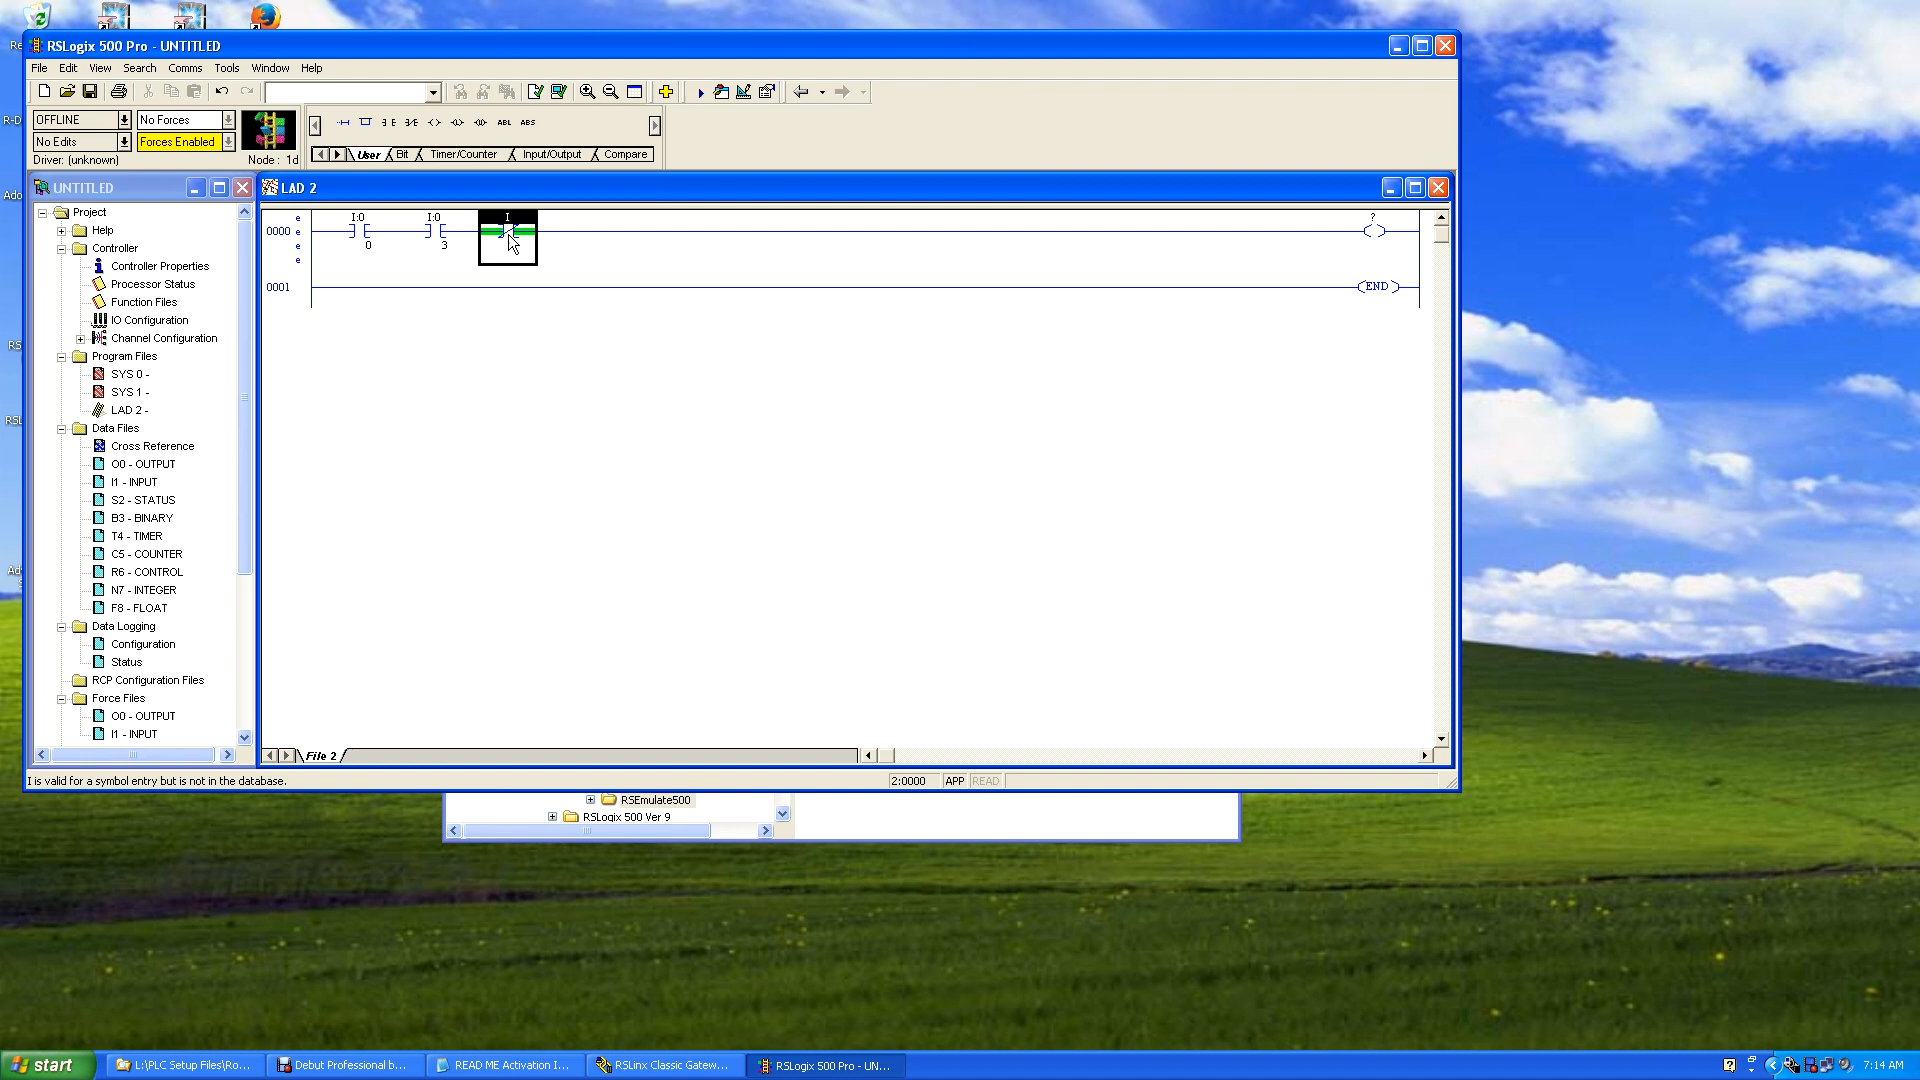 Re
RSLogix 500 Pro - UNTITLED
File Edit View Search Comms Tools Window Help
OFFLINE No Forces
No Edits Forces Enabled
Driver: (unknown) Node : 1d
ABL ABS
User Bit Timer/Counter Input/Output Compare
R-D
Ado
RS
RSL
Ad
UNTITLED
Project
Help
Controller
Controller Properties
Processor Status
Function Files
IO Configuration
Channel Configuration
Program Files
SYS 0 -
SYS 1 -
LAD 2 -
Data Files
Cross Reference
O0 - OUTPUT
I1 - INPUT
S2 - STATUS
B3 - BINARY
T4 - TIMER
C5 - COUNTER
R6 - CONTROL
N7 - INTEGER
F8 - FLOAT
Data Logging
Configuration
Status
RCP Configuration Files
Force Files
O0 - OUTPUT
I1 - INPUT
LAD 2
e I:0 I:0 I ?
0000 e
e 0 3
e
0001 END
File 2
I is valid for a symbol entry but is not in the database. 2:0000 APP READ
RSEmulate500
RSLogix 500 Ver 9
start L:\PLC Setup Files\Ro... Debut Professional b... READ ME Activation I... RSLinx Classic Gatew... RSLogix 500 Pro - UN... 7:14 AM